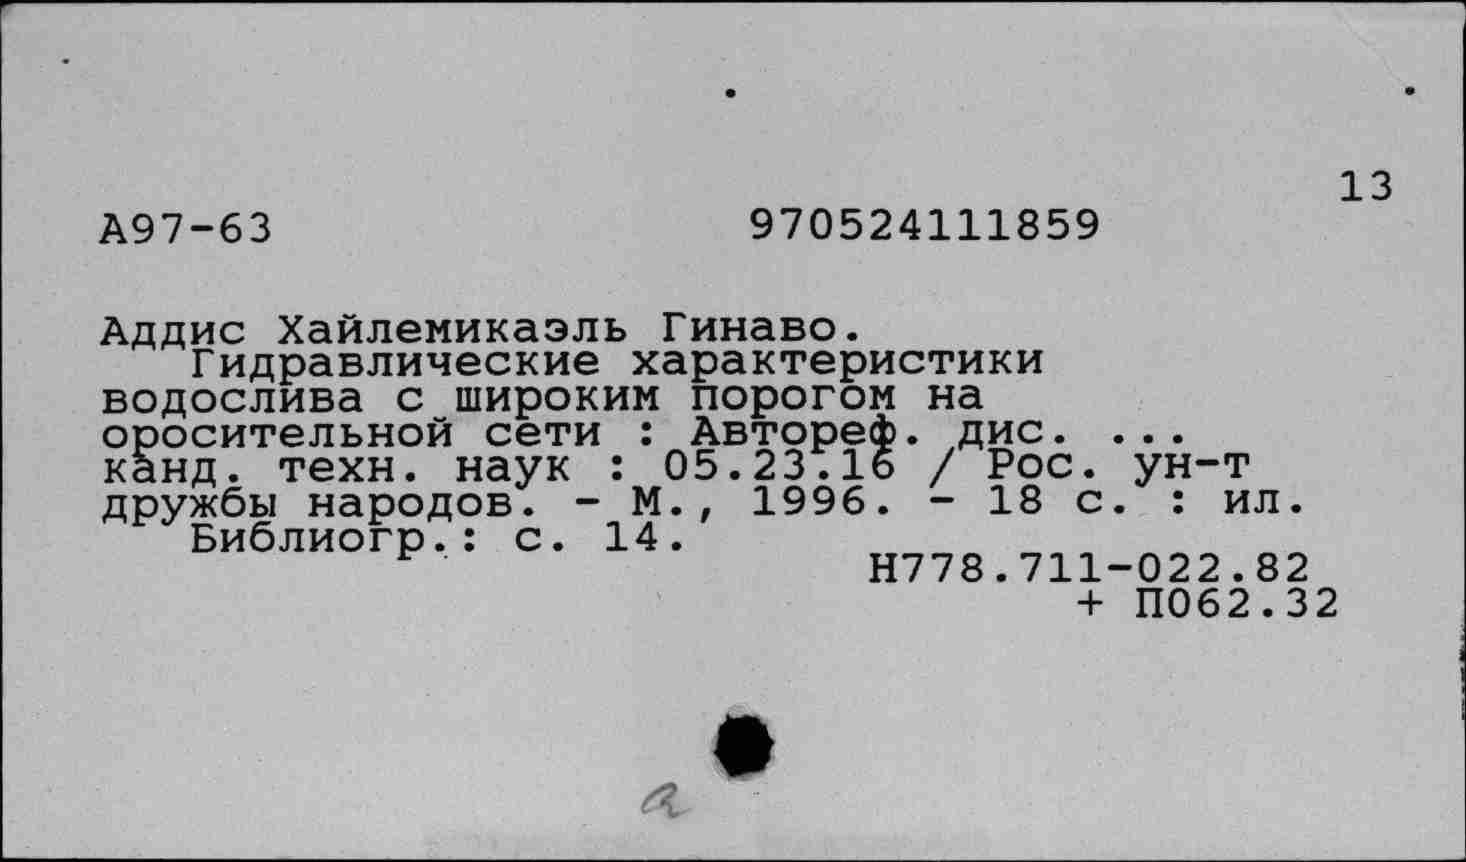 13
А97-63 970524111859
Аддис Хайлемикаэль Гинаво.
Гидравлические характеристики
водослива с широким порогом на
оросительной сети : Автореф. дис. ...
канд. техн. наук : 05.23.16 / Рос. ун-т
дружбы народов. - М., 1996. - 18 с. : ил.
Библиогр.: с. 14.
Н778.711-022.82
+ П062.32